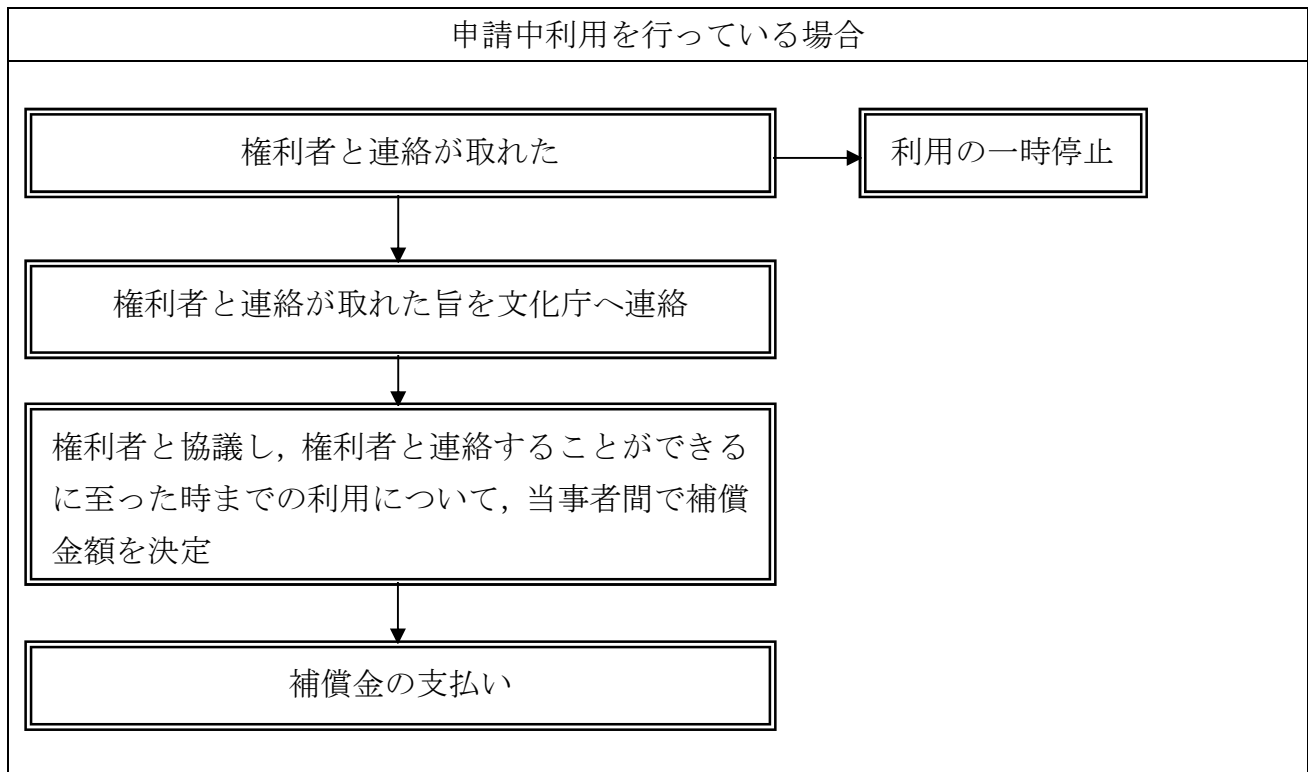 申請中利用を行っている場合
権利者と連絡が取れた
利用の一時停止
権利者と連絡が取れた旨を文化庁へ連絡
権利者と協議し,権利者と連絡することができる
に至った時までの利用について,当事者間で補償
金額を決定
補償金の支払い